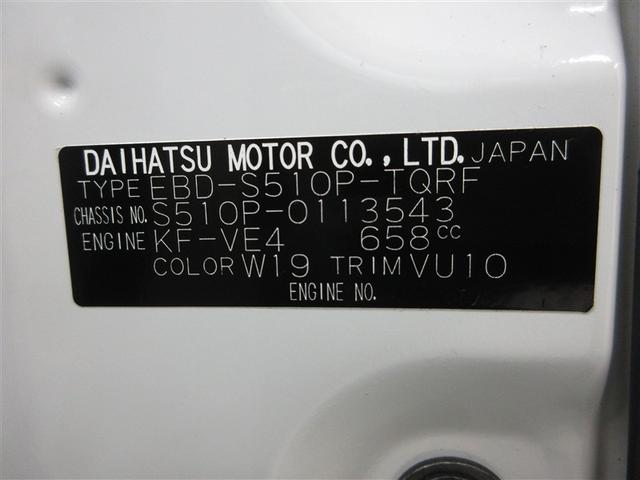 DAIHATSU MOTOR CO.,LTD. JAPAN
TYPE EBD-S510P-TQRF
CHASSIS NO. S510P-0113543
ENGINE KF-VE4 658cc
COLOR W19 TRIM VU10
ENGINE NO.